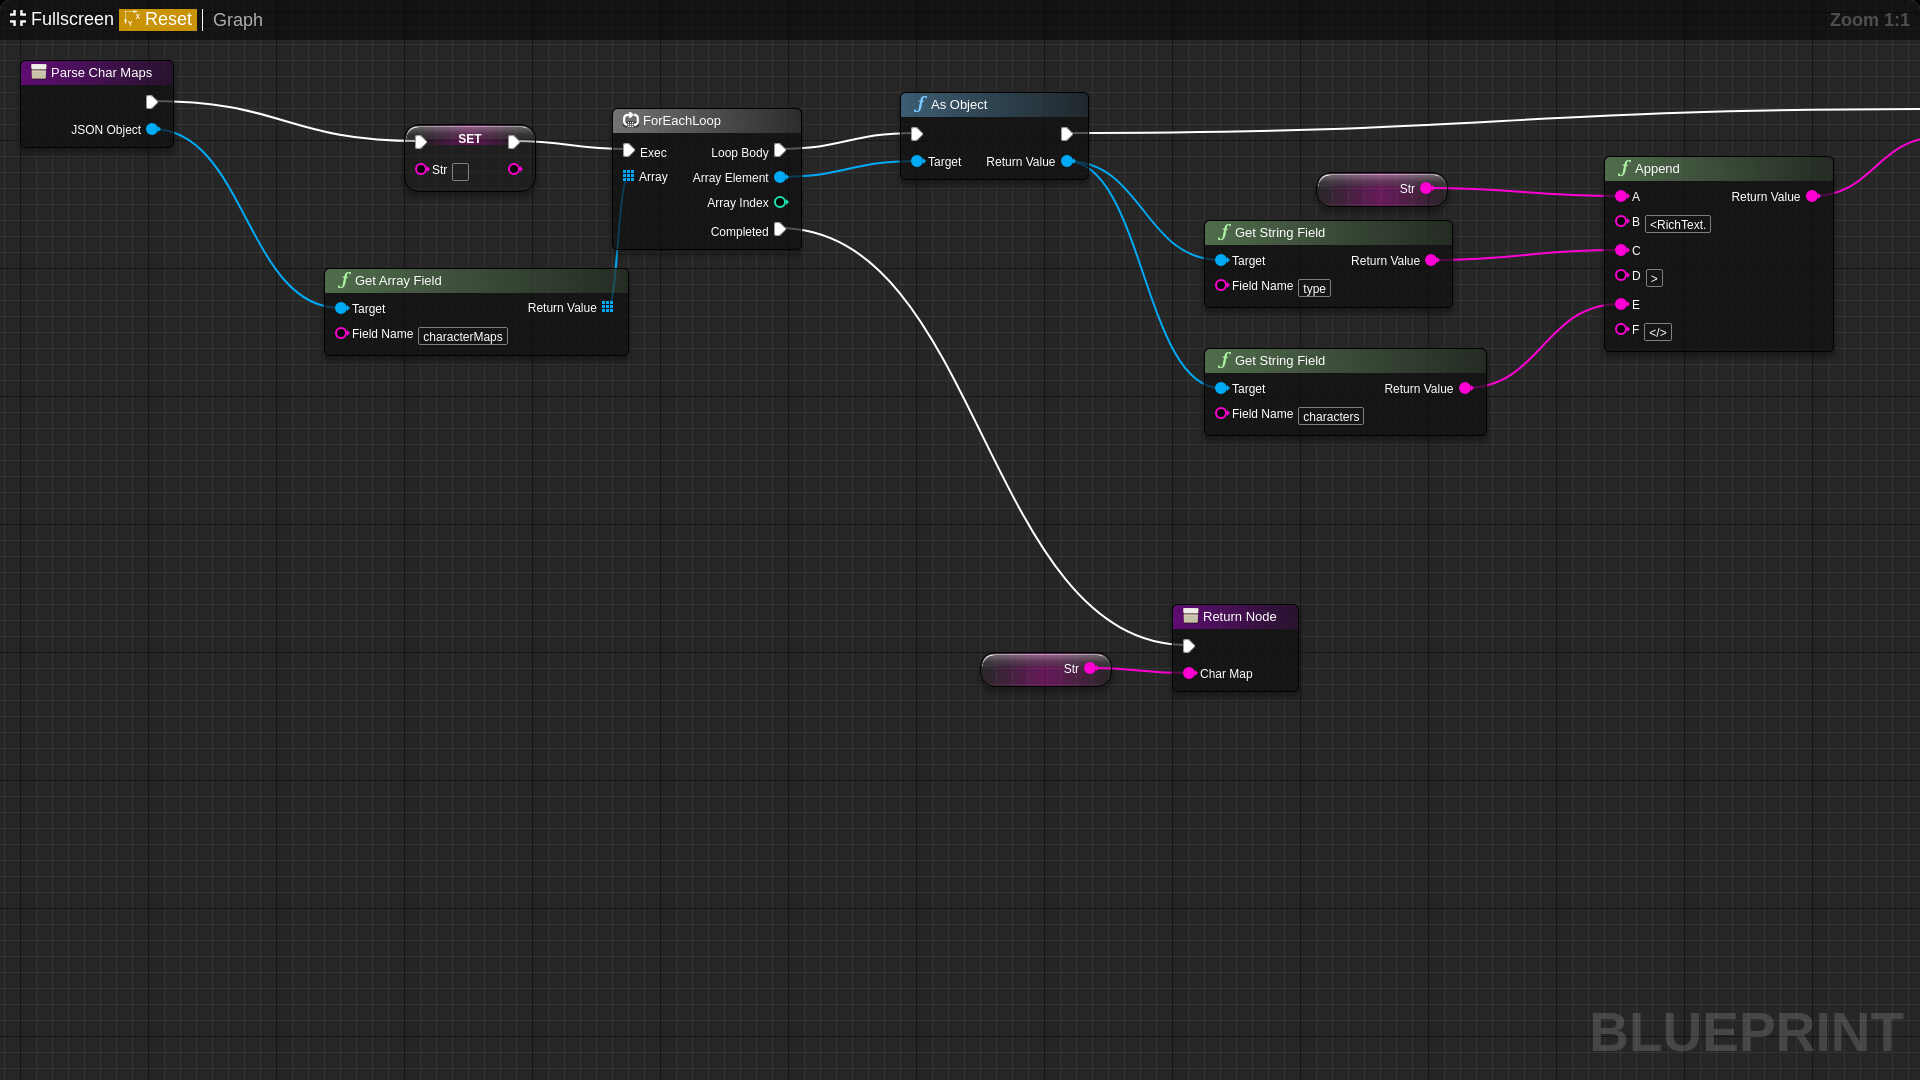 Fullscreen Reset Graph Zoom 1:1
Parse Char Maps
JSON Object
SET
Str
ForEachLoop
Exec Loop Body
Array Array Element
Array Index
Completed
As Object
Target Return Value
Get Array Field
Target Return Value
Field Name characterMaps
Str
Get String Field
Target Return Value
Field Name type
Get String Field
Target Return Value
Field Name characters
Append
A Return Value
B <RichText.
C
D >
E
F </>
Str
Return Node
Char Map
BLUEPRINT